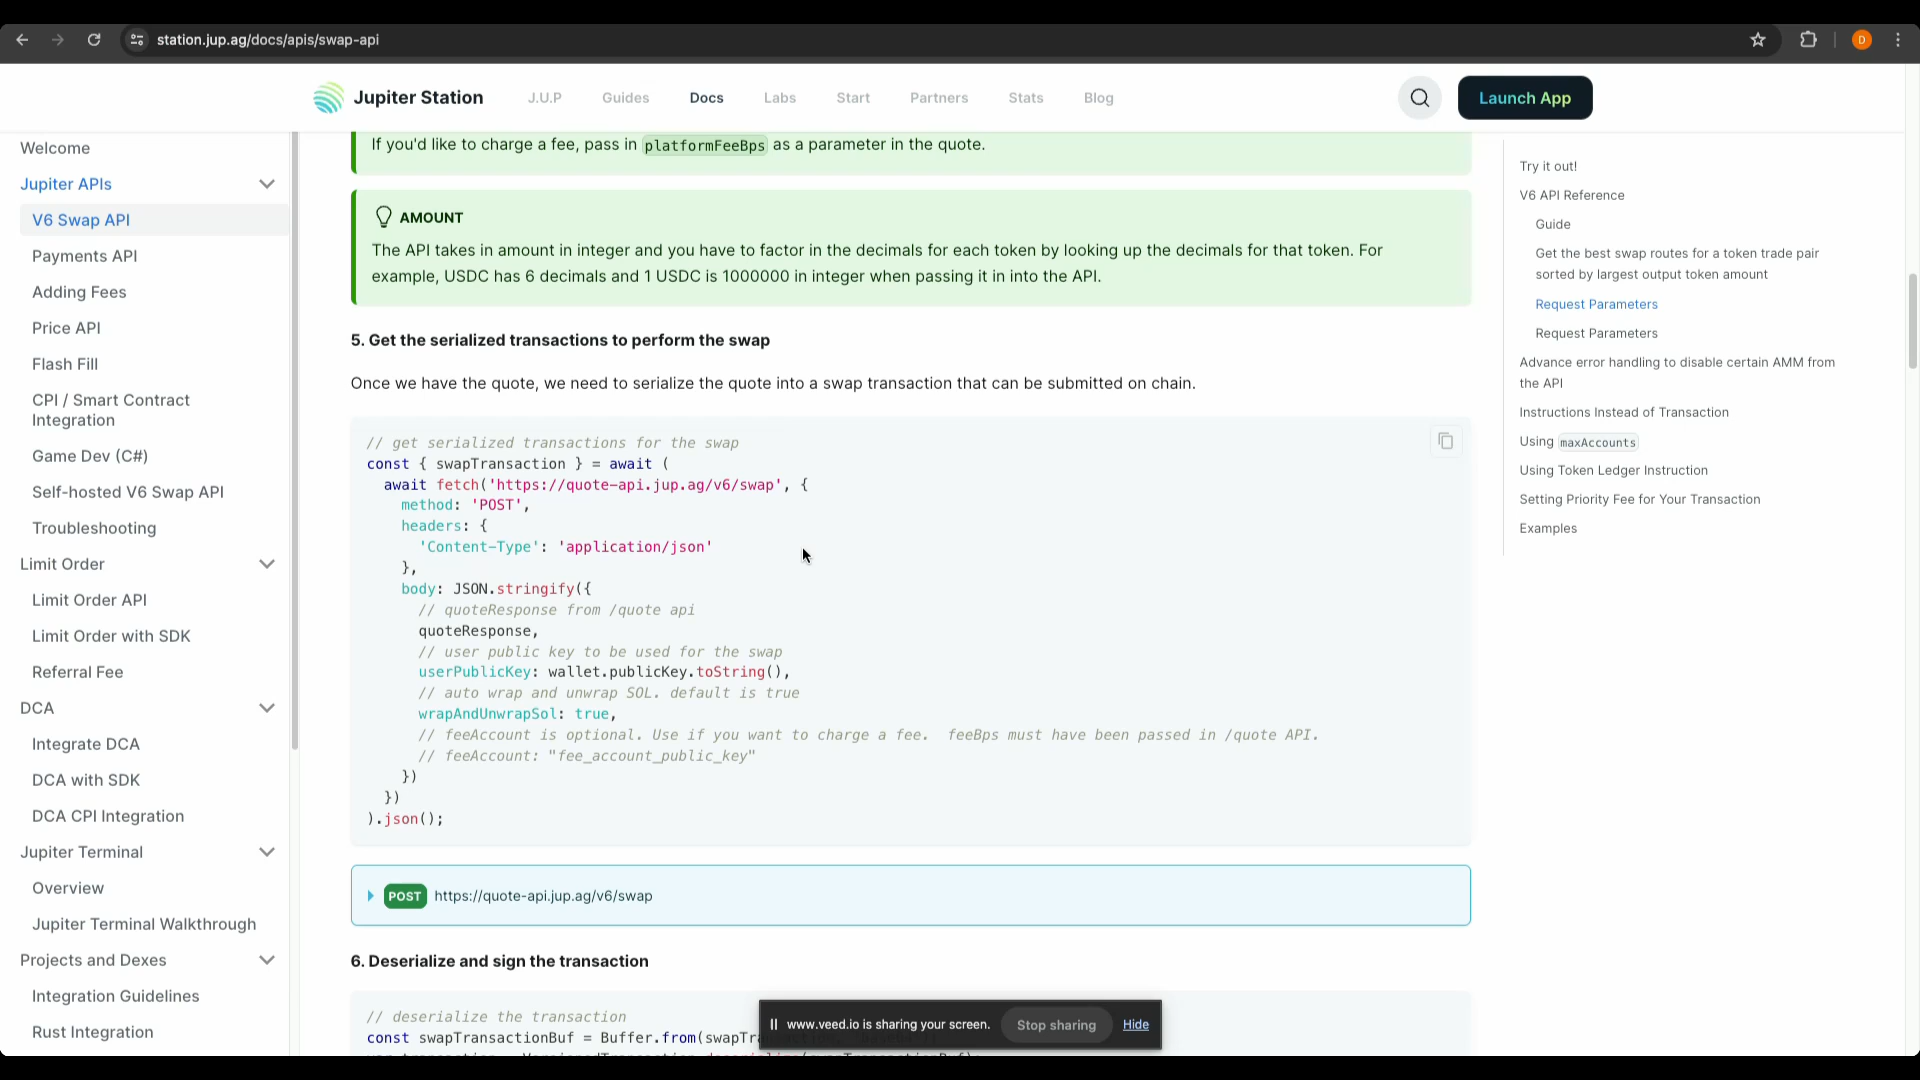 station.jup.ag/docs/apis/swap-api
D
Jupiter Station
J.U.P
Guides
Docs
Labs
Start
Partners
Stats
Blog
Launch App
Welcome
Jupiter APIs
V6 Swap API
Payments API
Adding Fees
Price API
Flash Fill
CPI / Smart Contract
Integration
Game Dev (C#)
Self-hosted V6 Swap API
Troubleshooting
Limit Order
Limit Order API
Limit Order with SDK
Referral Fee
DCA
Integrate DCA
DCA with SDK
DCA CPI Integration
Jupiter Terminal
Overview
Jupiter Terminal Walkthrough
Projects and Dexes
Integration Guidelines
Rust Integration
If you'd like to charge a fee, pass in platformFeeBps as a parameter in the quote.
AMOUNT
The API takes in amount in integer and you have to factor in the decimals for each token by looking up the decimals for that token. For
example, USDC has 6 decimals and 1 USDC is 1000000 in integer when passing it in into the API.
5. Get the serialized transactions to perform the swap
Once we have the quote, we need to serialize the quote into a swap transaction that can be submitted on chain.
// get serialized transactions for the swap
const { swapTransaction } = await (
await fetch('https://quote-api.jup.ag/v6/swap', {
method: 'POST',
headers: {
'Content-Type': 'application/json'
},
body: JSON.stringify({
// quoteResponse from /quote api
quoteResponse,
// user public key to be used for the swap
userPublicKey: wallet.publicKey.toString(),
// auto wrap and unwrap SOL. default is true
wrapAndUnwrapSol: true,
// feeAccount is optional. Use if you want to charge a fee.  feeBps must have been passed in /quote API.
// feeAccount: "fee_account_public_key"
})
})
).json();
POST https://quote-api.jup.ag/v6/swap
6. Deserialize and sign the transaction
// deserialize the transaction
const swapTransactionBuf = Buffer.from(swapTr
www.veed.io is sharing your screen.
Stop sharing
Hide
Try it out!
V6 API Reference
Guide
Get the best swap routes for a token trade pair
sorted by largest output token amount
Request Parameters
Request Parameters
Advance error handling to disable certain AMM from
the API
Instructions Instead of Transaction
Using maxAccounts
Using Token Ledger Instruction
Setting Priority Fee for Your Transaction
Examples